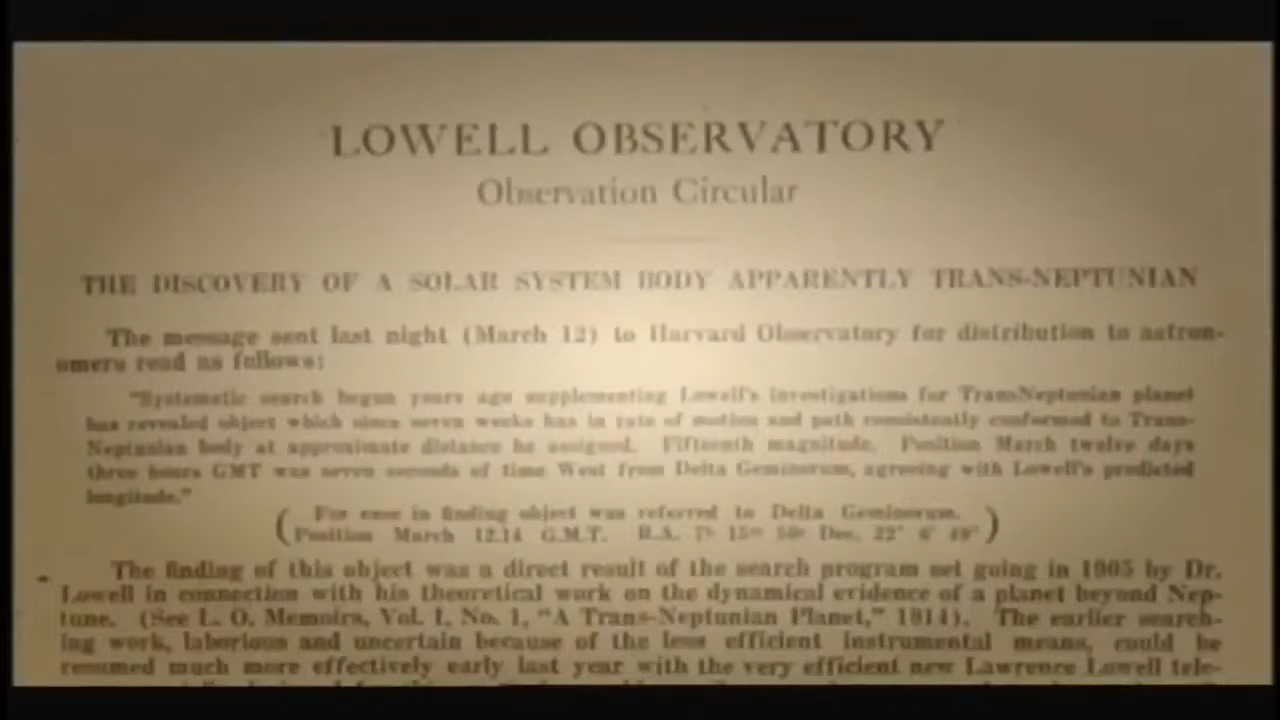 LOWELL OBSERVATORY
Observation Circular
THE DISCOVERY OF A SOLAR SYSTEM BODY APPARENTLY TRANS-NEPTUNIAN
The message sent last night (March 12) to Harvard Observatory for distribution to astron-
omers read as follows:
"Systematic search begun years ago supplementing Lowell's investigations for TransNeptunian planet
has revealed object which since seven weeks has in rate of motion and path consistently conformed to Trans-
Neptunian body at approximate distance he assigned. Fifteenth magnitude. Position March twelve days
three hours GMT was seven seconds of time West from Delta Geminorum, agreeing with Lowell's predicted
longitude."
(For ease in finding object was referred to Delta Geminorum.
Position March 12.14 G.M.T. R.A. 7h 15m 50s Dec. 22° 6' 49")
The finding of this object was a direct result of the search program set going in 1905 by Dr.
Lowell in connection with his theoretical work on the dynamical evidence of a planet beyond Nep-
tune. (See L. O. Memoirs, Vol. I, No. 1, "A Trans-Neptunian Planet," 1914). The earlier search-
ing work, laborious and uncertain because of the less efficient instrumental means, could be
resumed much more effectively early last year with the very efficient new Lawrence Lowell tele-